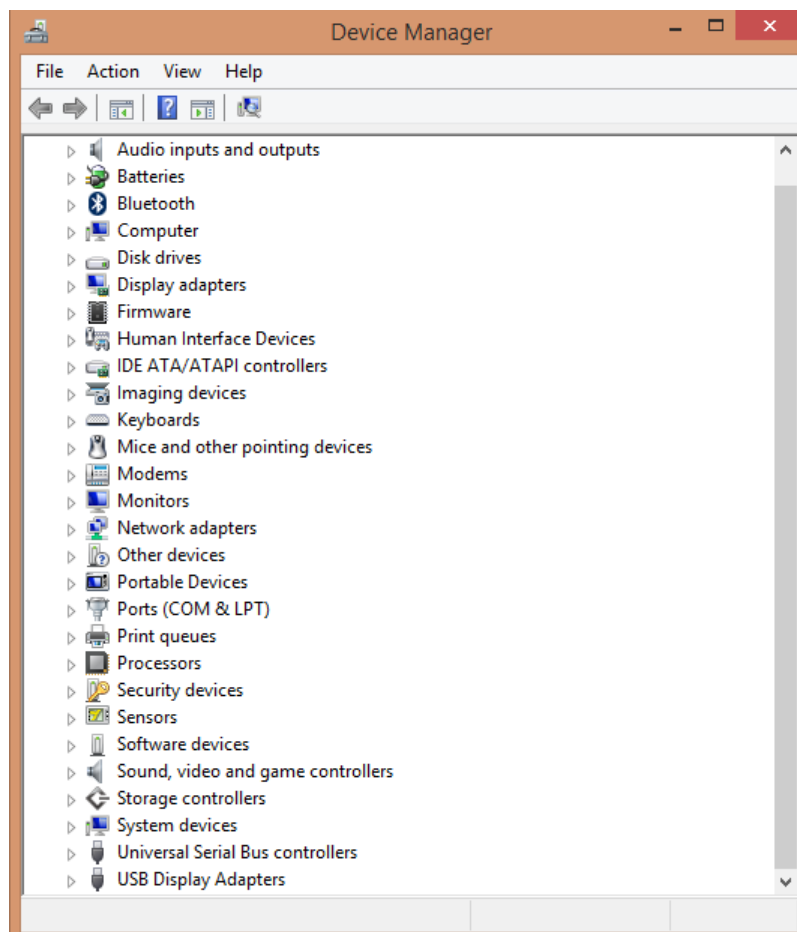 Device Manager
File Action View Help
Audio inputs and outputs
Batteries
Bluetooth
Computer
Disk drives
Display adapters
Firmware
Human Interface Devices
IDE ATA/ATAPI controllers
Imaging devices
Keyboards
Mice and other pointing devices
Modems
Monitors
Network adapters
Other devices
Portable Devices
Ports (COM & LPT)
Print queues
Processors
Security devices
Sensors
Software devices
Sound, video and game controllers
Storage controllers
System devices
Universal Serial Bus controllers
USB Display Adapters